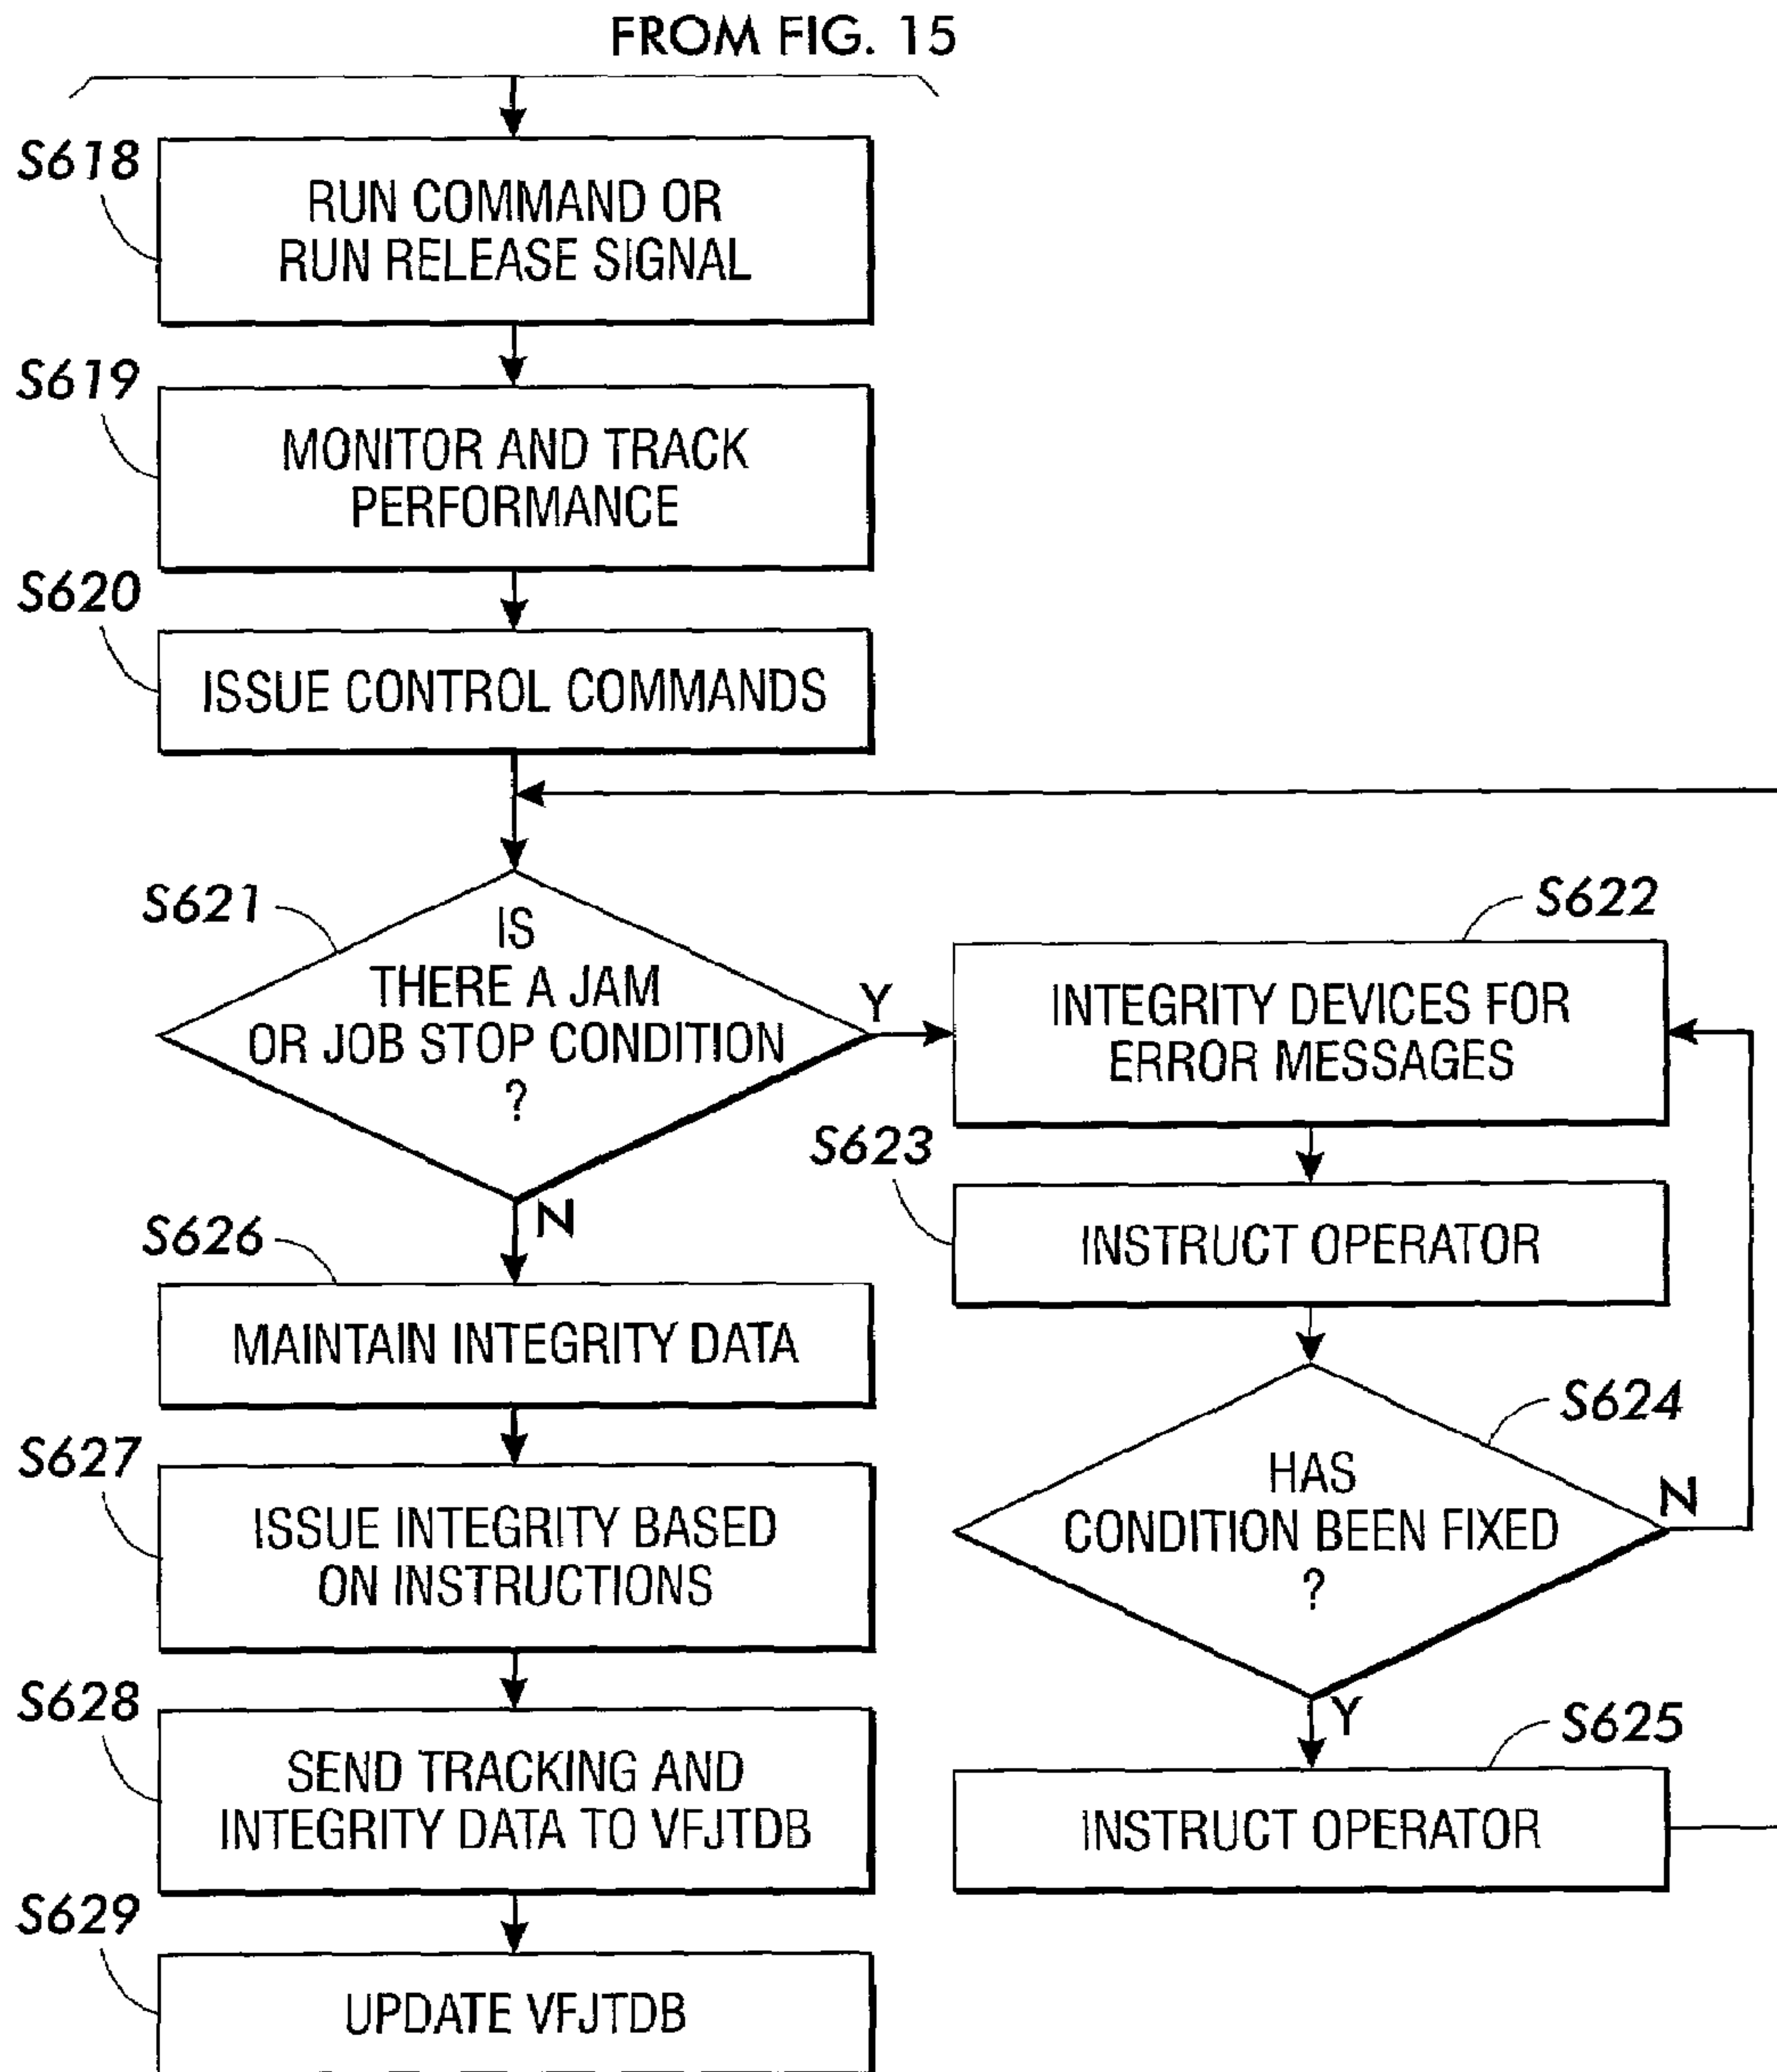 FROM FIG. 15
S618
RUN COMMAND OR
RUN RELEASE SIGNAL
S619
MONITOR AND TRACK
PERFORMANCE
S620
ISSUE CONTROL COMMANDS
S621
IS
THERE A JAM
OR JOB STOP CONDITION
?
Y
N
S622
INTEGRITY DEVICES FOR
ERROR MESSAGES
S623
INSTRUCT OPERATOR
S624
HAS
CONDITION BEEN FIXED
?
N
Y
S625
INSTRUCT OPERATOR
S626
MAINTAIN INTEGRITY DATA
S627
ISSUE INTEGRITY BASED
ON INSTRUCTIONS
S628
SEND TRACKING AND
INTEGRITY DATA TO VFJTDB
S629
UPDATE VFJTDB